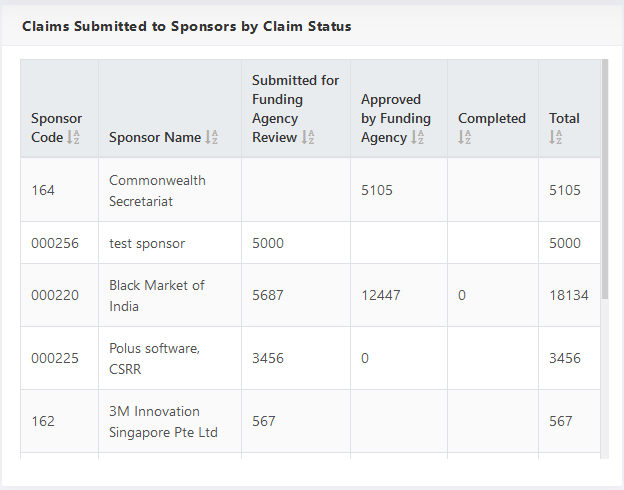 Claims Submitted to Sponsors by Claim Status
Sponsor Code
Sponsor Name
Submitted for Funding Agency Review
Approved by Funding Agency
Completed
Total
164
Commonwealth Secretariat
5105
5105
000256
test sponsor
5000
5000
000220
Black Market of India
5687
12447
0
18134
000225
Polus software, CSRR
3456
0
3456
162
3M Innovation Singapore Pte Ltd
567
567